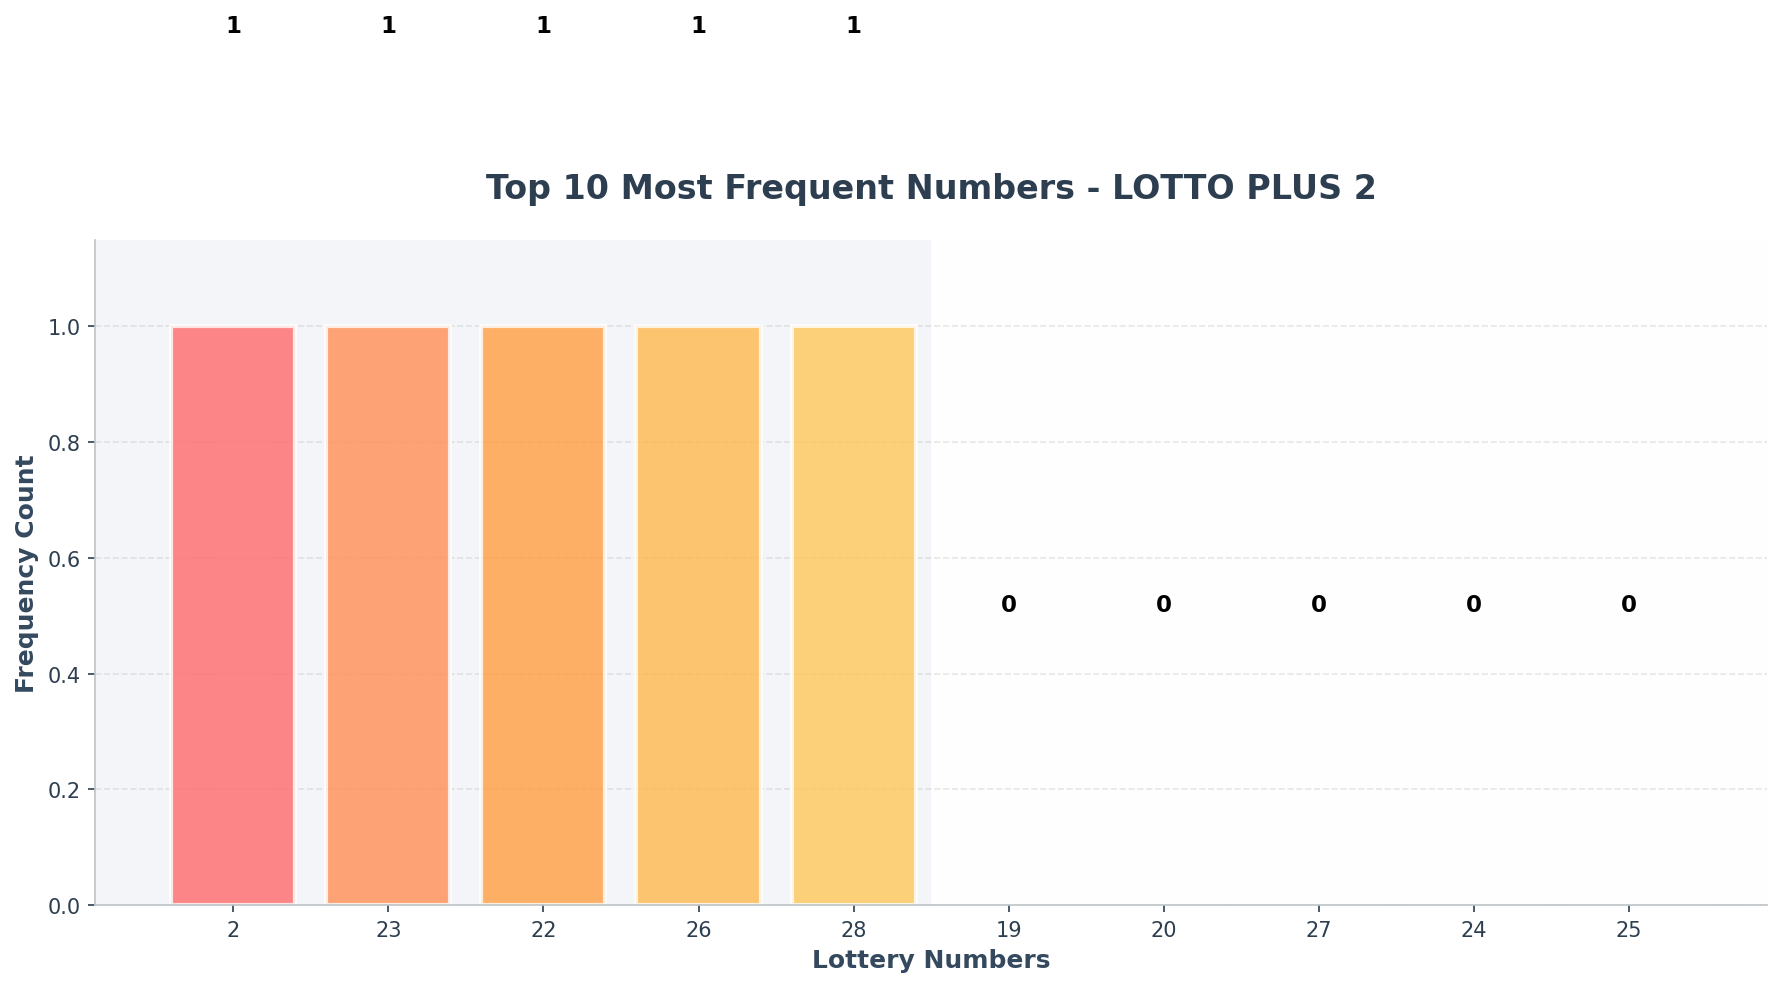 1 1 1 1 1
Top 10 Most Frequent Numbers - LOTTO PLUS 2
Frequency Count
1.0
0.8
0.6
0 0 0 0 0
0.4
0.2
0.0
2 23 22 26 28 19 20 27 24 25
Lottery Numbers